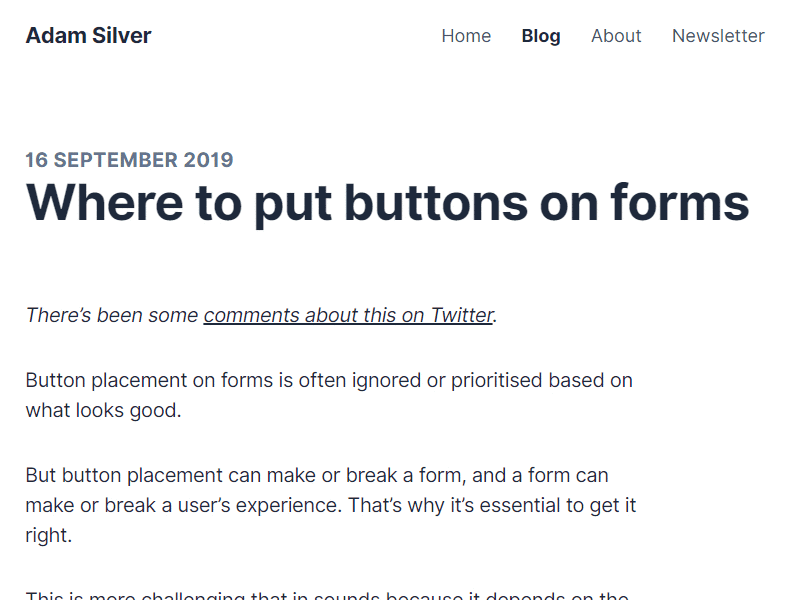 Adam Silver
Home Blog About Newsletter
16 SEPTEMBER 2019
Where to put buttons on forms
There’s been some comments about this on Twitter.
Button placement on forms is often ignored or prioritised based on
what looks good.
But button placement can make or break a form, and a form can
make or break a user’s experience. That’s why it’s essential to get it
right.
This is more challenging that in sounds because it depends on the